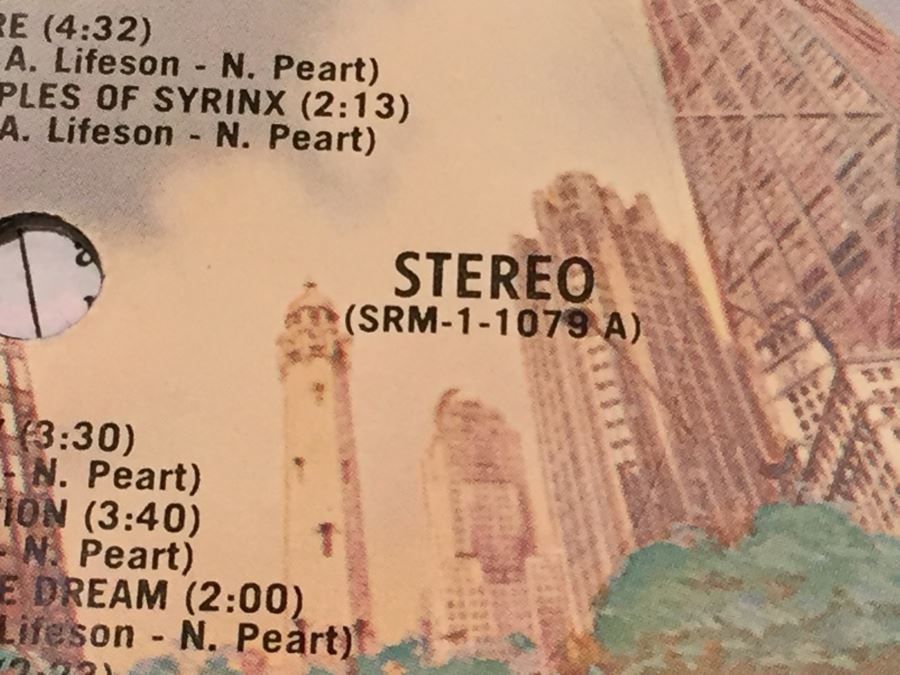 RE (4:32)
A. Lifeson - N. Peart)
PLES OF SYRINX (2:13)
A. Lifeson - N. Peart)
STEREO
(SRM-1-1079 A)
(3:30)
- N. Peart)
ION (3:40)
- N. Peart)
E DREAM (2:00)
Lifeson - N. Peart)